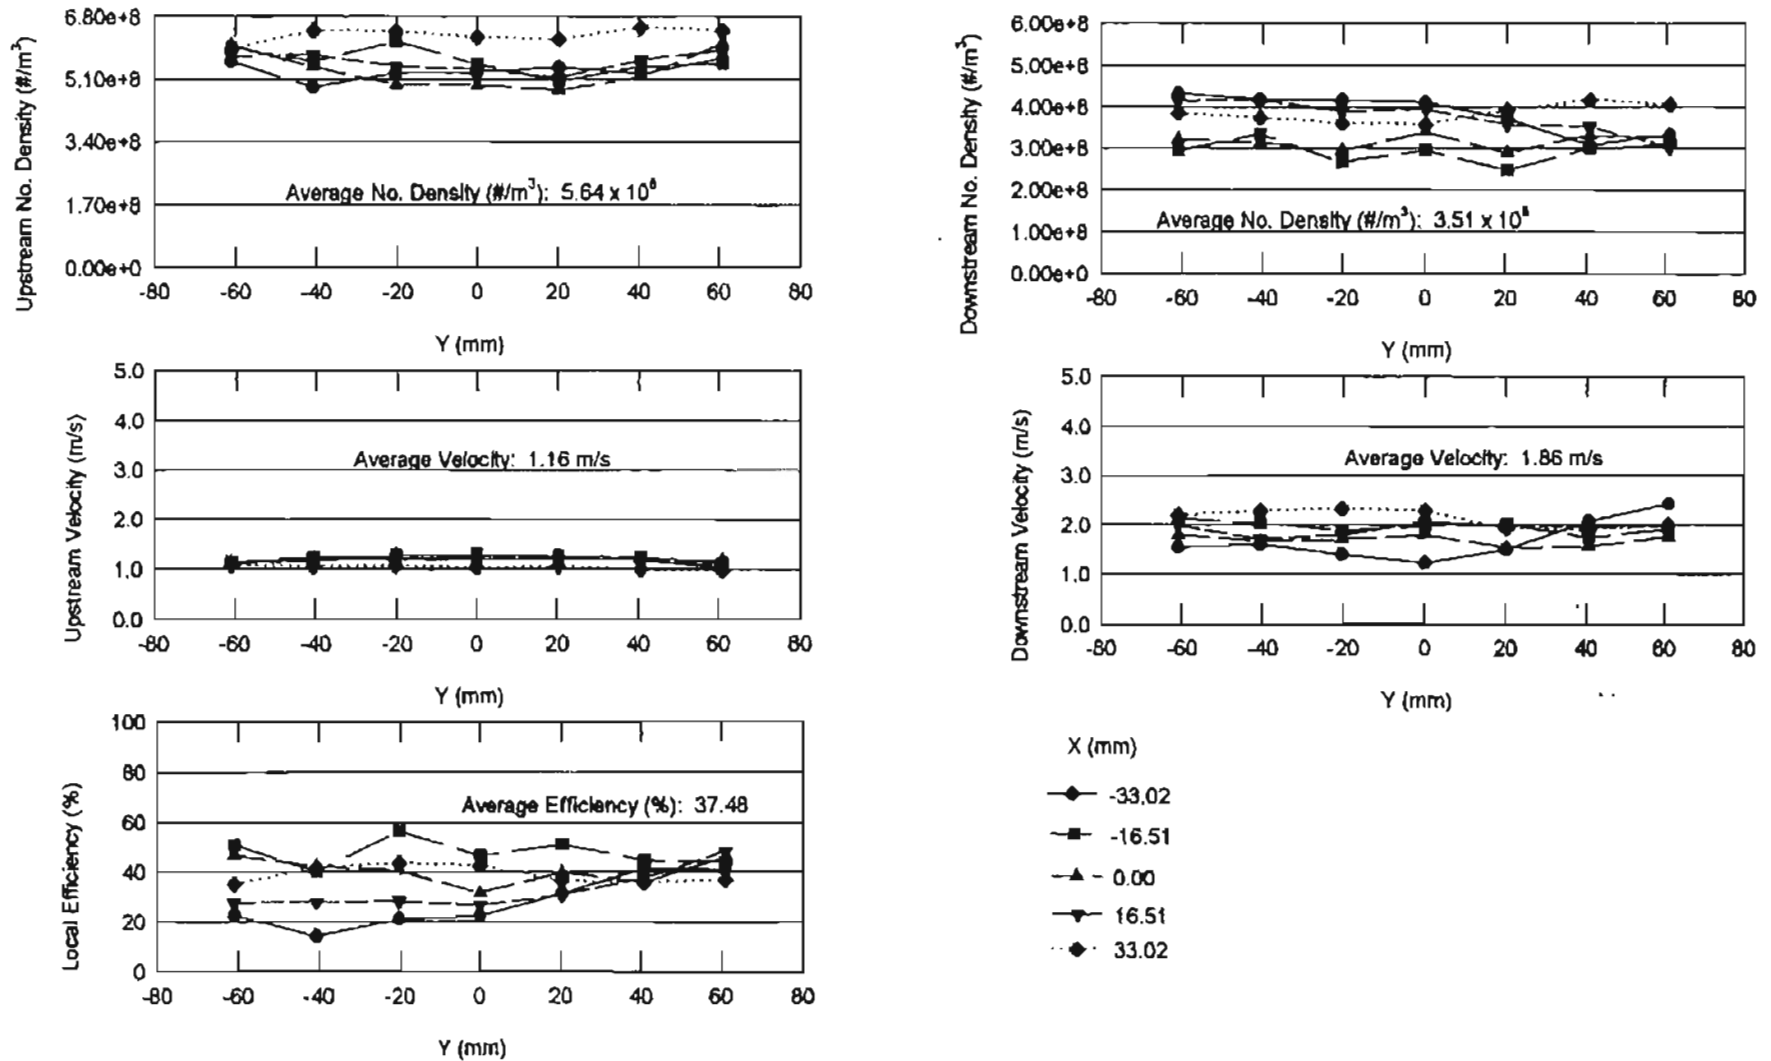 6.80e+8
5.10e+8
3.40e+8
1.70e+8
0.00e+0
Upstream No. Density (#/m³)
Average No. Density (#/m³): 5.64 x 10⁸
-80 -60 -40 -20 0 20 40 60 80
Y (mm)
6.00e+8
5.00e+8
4.00e+8
3.00e+8
2.00e+8
1.00e+8
0.00e+0
Downstream No. Density (#/m³)
Average No. Density (#/m³): 3.51 x 10⁸
-80 -60 -40 -20 0 20 40 60 80
Y (mm)
5.0
4.0
3.0
2.0
1.0
0.0
Upstream Velocity (m/s)
Average Velocity: 1.16 m/s
-80 -60 -40 -20 0 20 40 60 80
Y (mm)
5.0
4.0
3.0
2.0
1.0
0.0
Downstream Velocity (m/s)
Average Velocity: 1.86 m/s
-80 -60 -40 -20 0 20 40 60 80
Y (mm)
100
80
60
40
20
0
Local Efficiency (%)
Average Efficiency (%): 37.48
-80 -60 -40 -20 0 20 40 60 80
Y (mm)
X (mm)
-33.02
-16.51
0.00
16.51
33.02